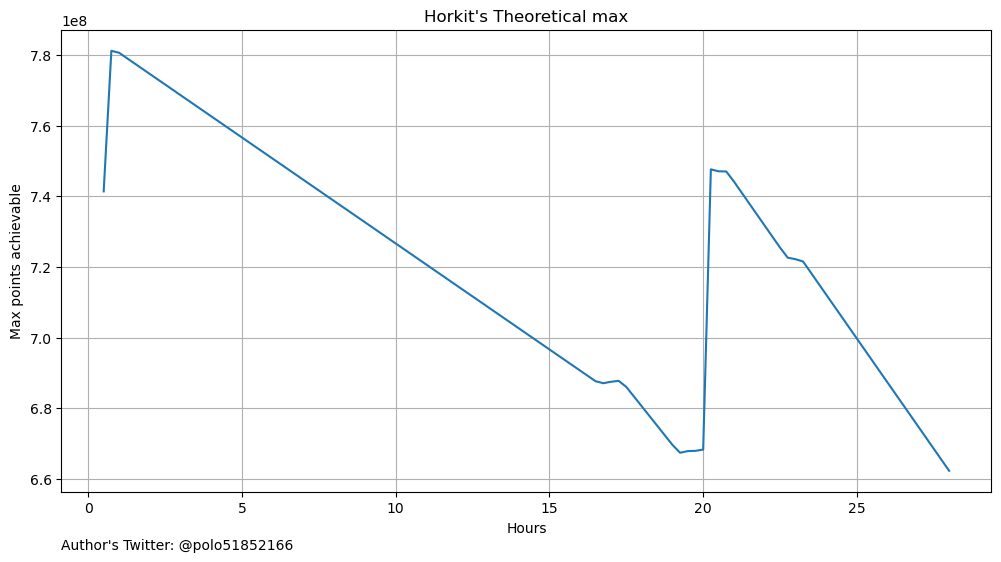 Horkit's Theoretical max
1e8
7.8
7.6
7.4
7.2
7.0
6.8
6.6
Max points achievable
0 5 10 15 20 25
Hours
Author's Twitter: @polo51852166